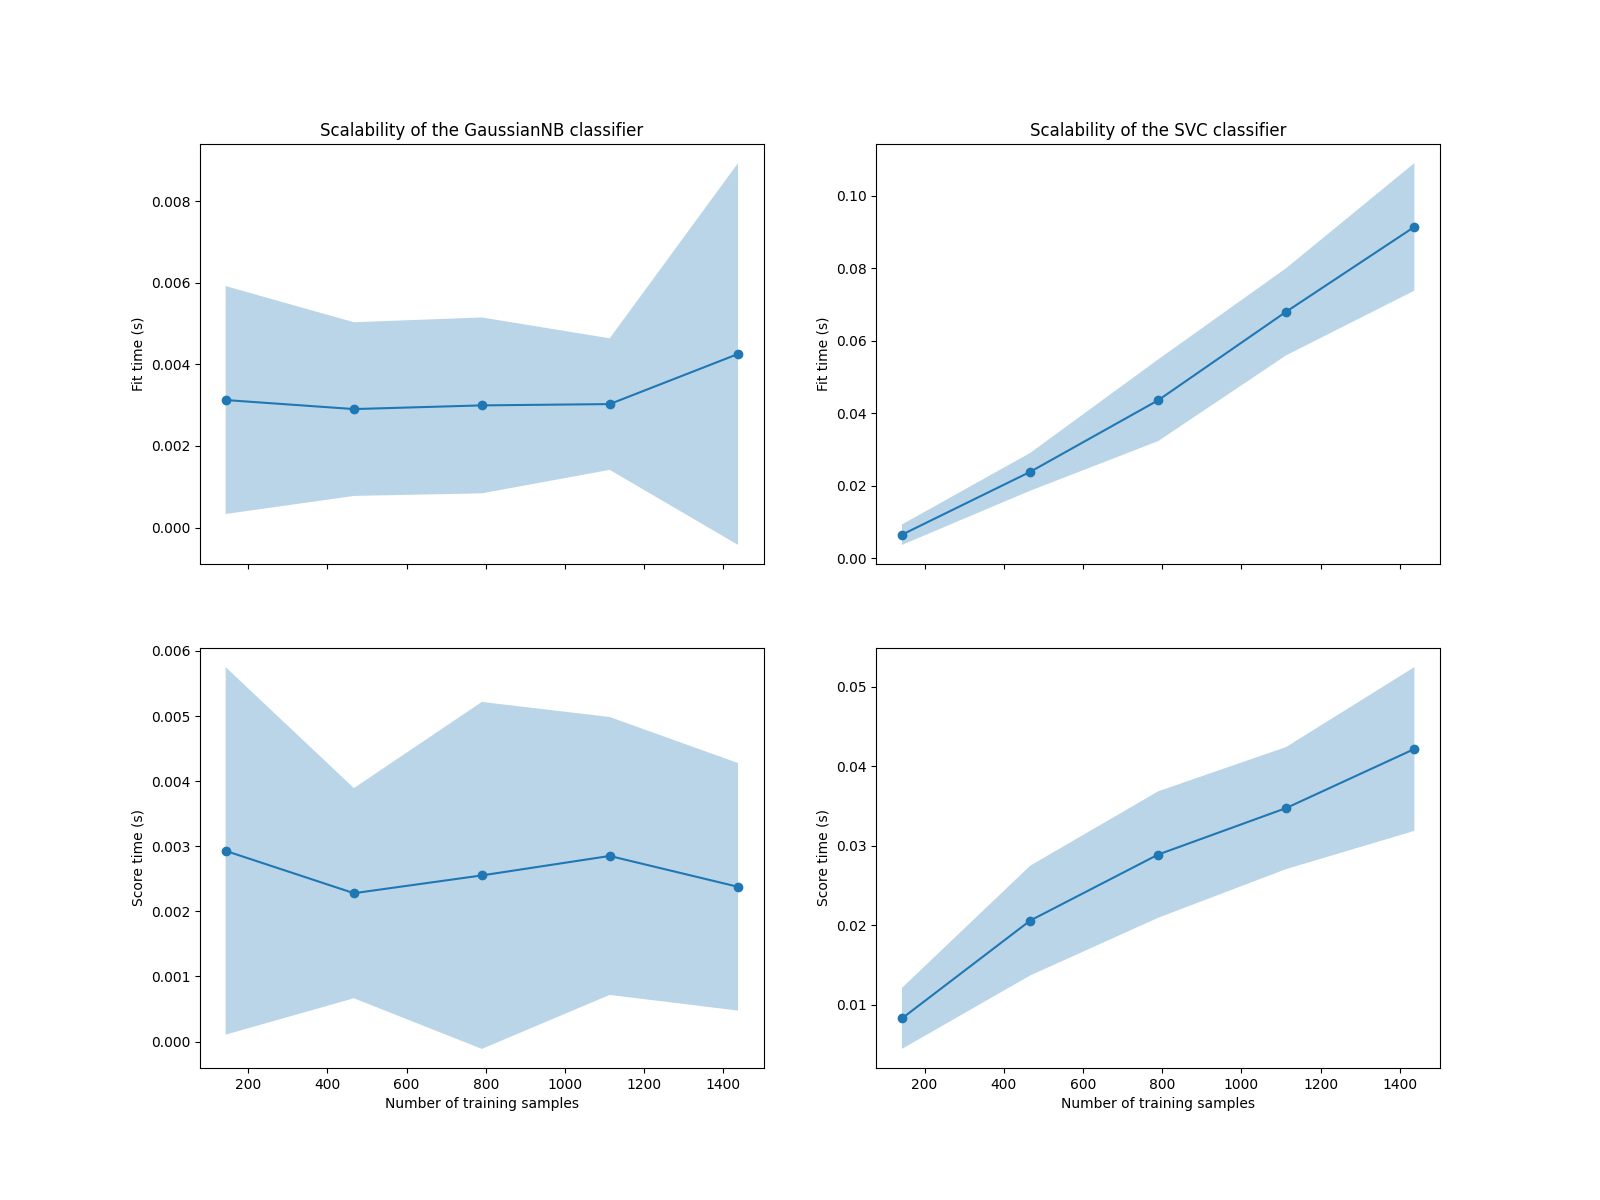 Scalability of the GaussianNB classifier
Fit time (s)
0.008
0.006
0.004
0.002
0.000
Scalability of the SVC classifier
Fit time (s)
0.10
0.08
0.06
0.04
0.02
0.00
Score time (s)
0.006
0.005
0.004
0.003
0.002
0.001
0.000
200 400 600 800 1000 1200 1400
Number of training samples
Score time (s)
0.05
0.04
0.03
0.02
0.01
200 400 600 800 1000 1200 1400
Number of training samples